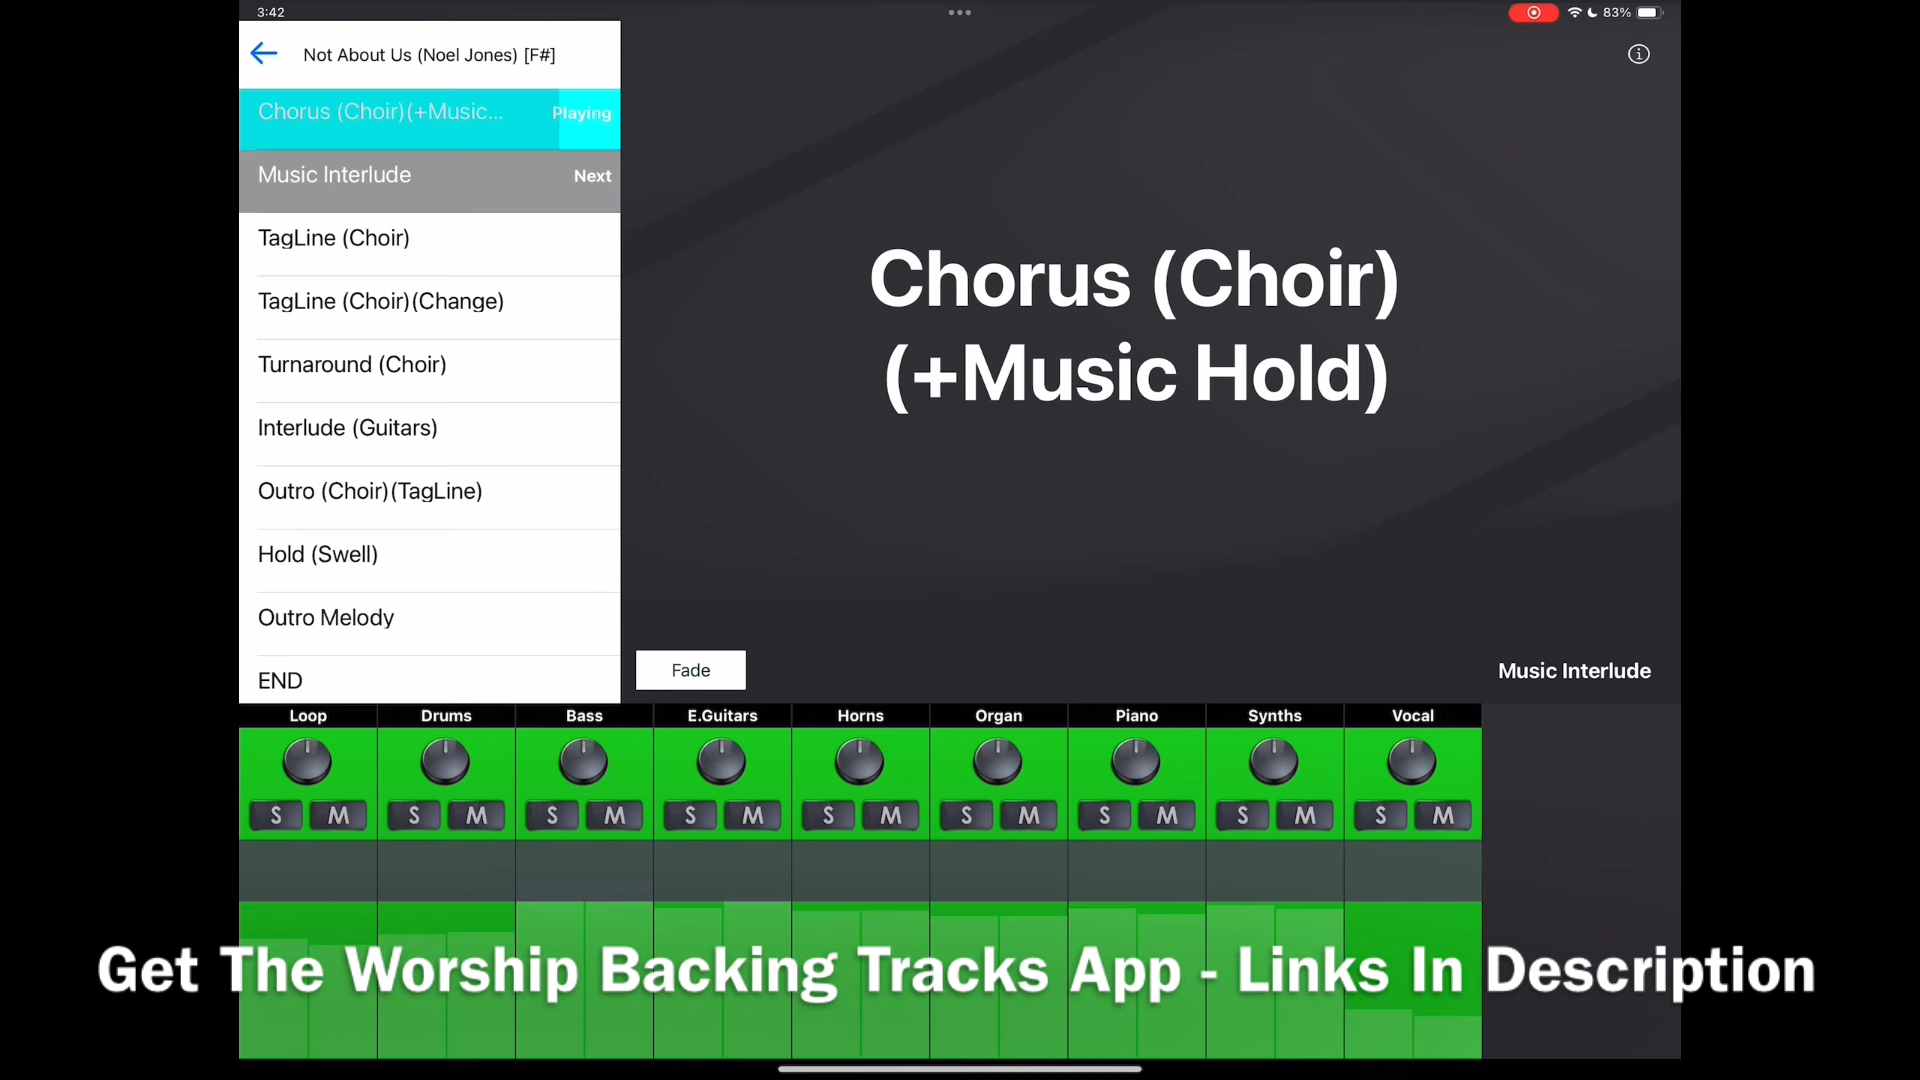 3:42
83%
Not About Us (Noel Jones) [F#]
Chorus (Choir)(+Music...
Playing
Music Interlude
Next
TagLine (Choir)
TagLine (Choir)(Change)
Turnaround (Choir)
Interlude (Guitars)
Outro (Choir)(TagLine)
Hold (Swell)
Outro Melody
END
Chorus (Choir)
(+Music Hold)
Fade
Music Interlude
Loop Drums Bass E.Guitars Horns Organ Piano Synths Vocal
S M S M S M S M S M S M S M S M S M
Get The Worship Backing Tracks App - Links In Description